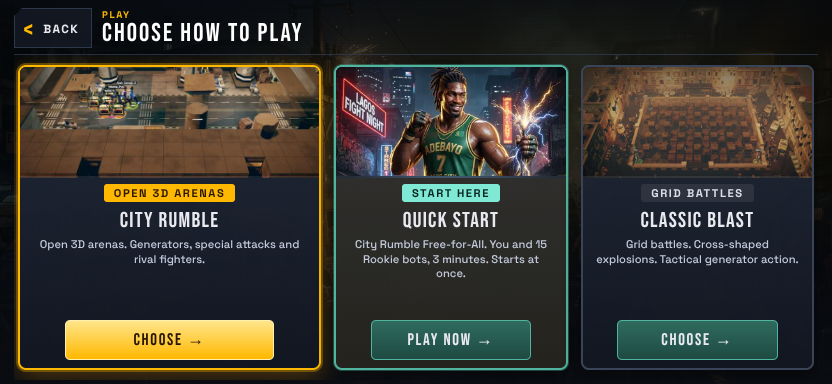 PLAY
< BACK
CHOOSE HOW TO PLAY
OPEN 3D ARENAS
CITY RUMBLE
Open 3D arenas. Generators, special attacks and
rival fighters.
CHOOSE →
LAGOS
FIGHT NIGHT
ADEBAYO
7
START HERE
QUICK START
City Rumble Free-for-All. You and 15
Rookie bots, 3 minutes. Starts at
once.
PLAY NOW →
GRID BATTLES
CLASSIC BLAST
Grid battles. Cross-shaped
explosions. Tactical generator action.
CHOOSE →